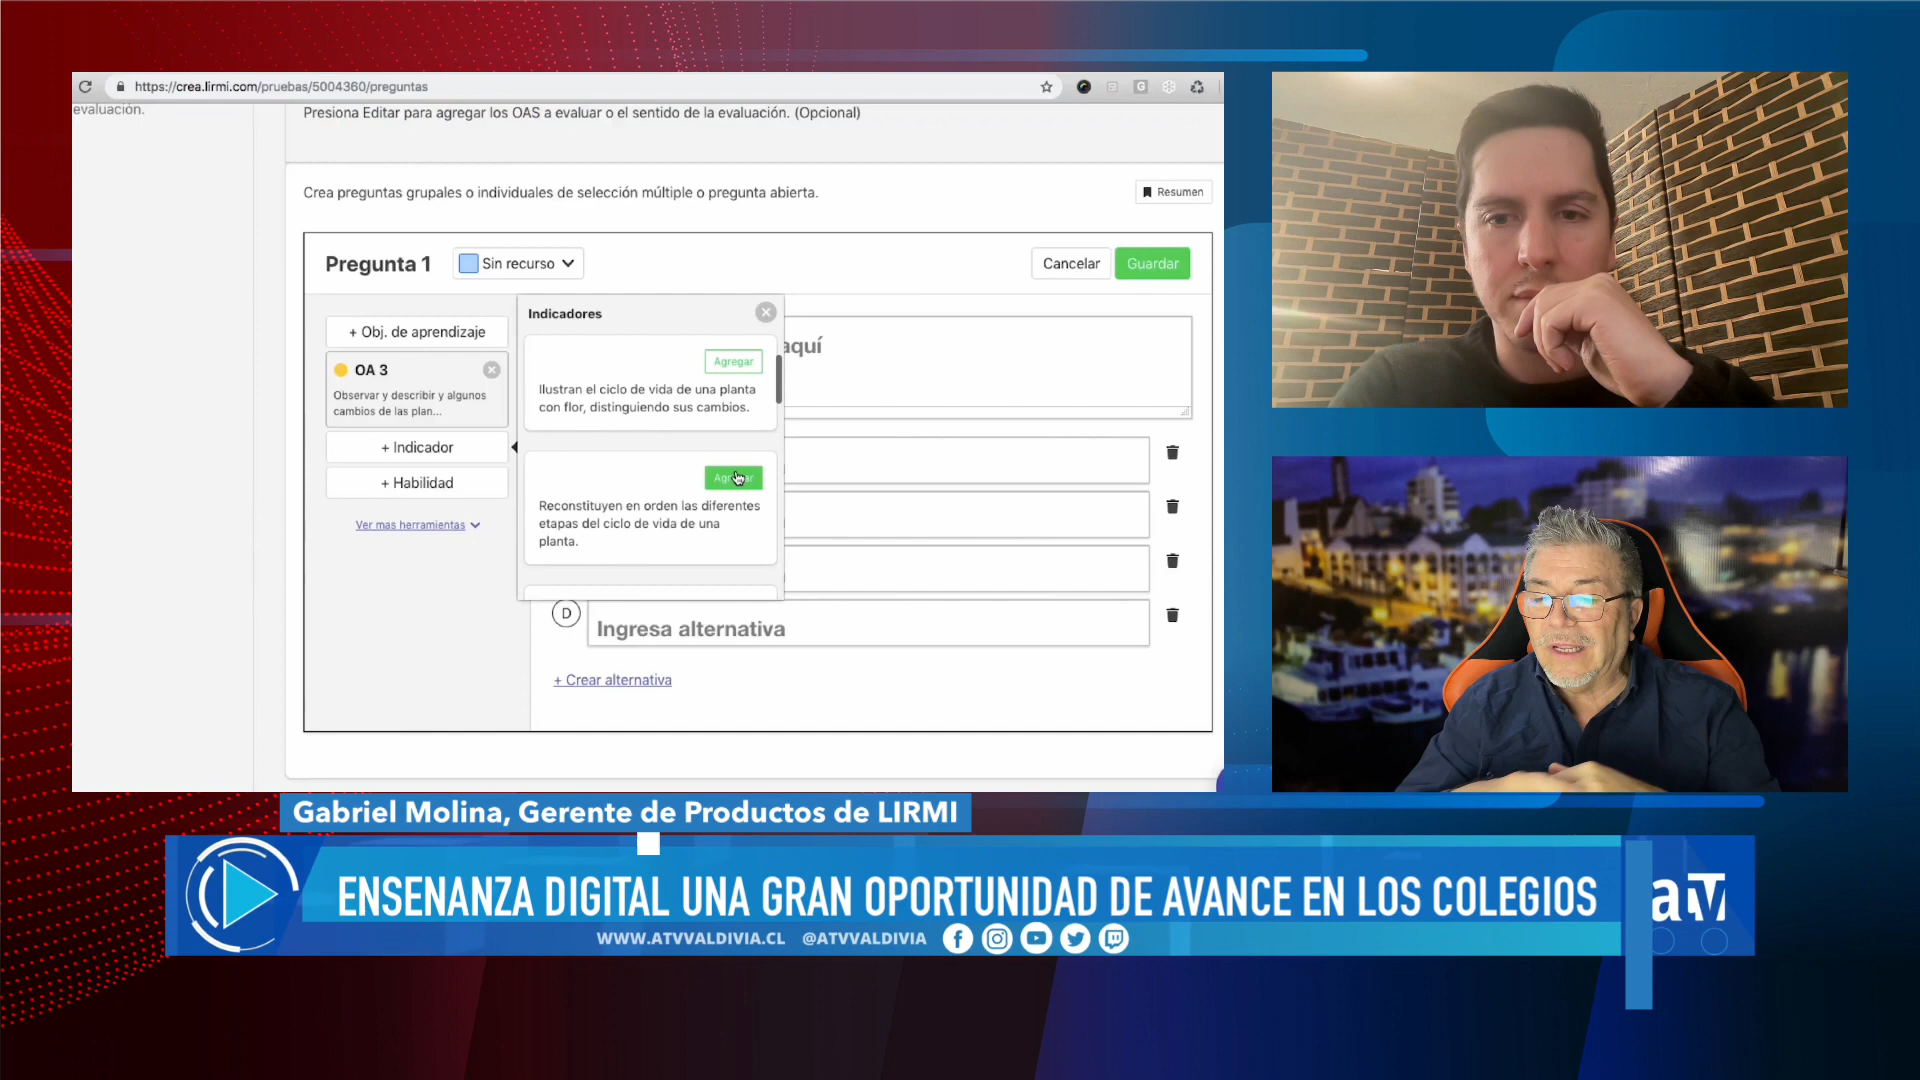 https://crea.lirmi.com/pruebas/5004360/preguntas
evaluación.
Presiona Editar para agregar los OAS a evaluar o el sentido de la evaluación. (Opcional)
Crea preguntas grupales o individuales de selección múltiple o pregunta abierta.
Resumen
Pregunta 1
Sin recurso
Cancelar
Guardar
+ Obj. de aprendizaje
OA 3
Observar y describir y algunos
cambios de las plan...
+ Indicador
+ Habilidad
Ver mas herramientas
Indicadores
Agregar
Ilustran el ciclo de vida de una planta
con flor, distinguiendo sus cambios.
Agregar
Reconstituyen en orden las diferentes
etapas del ciclo de vida de una
planta.
aquí
D
Ingresa alternativa
+ Crear alternativa
Gabriel Molina, Gerente de Productos de LIRMI
ENSENANZA DIGITAL UNA GRAN OPORTUNIDAD DE AVANCE EN LOS COLEGIOS
WWW.ATVVALDIVIA.CL @ATVVALDIVIA
atv